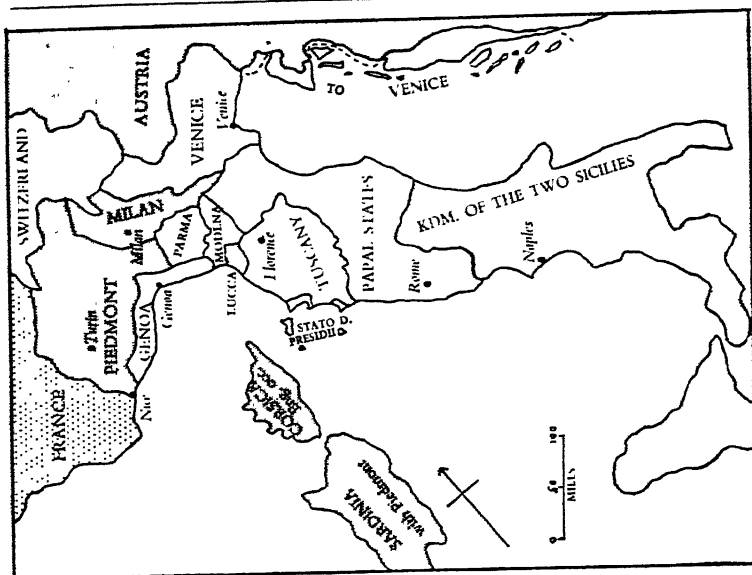 SWITZERLAND
AUSTRIA
FRANCE
Turin
PIEDMONT
MILAN
Milan
VENICE
Venice
TO VENICE
GENOA
Genoa
Nice
PARMA
MODENA
LUCCA
Florence
TUSCANY
PAPAL STATES
Rome
STATO D.
PRESIDII
KDM. OF THE TWO SICILIES
Naples
CORSICA
SARDINIA
with Piedmont
0 50 100
MILES